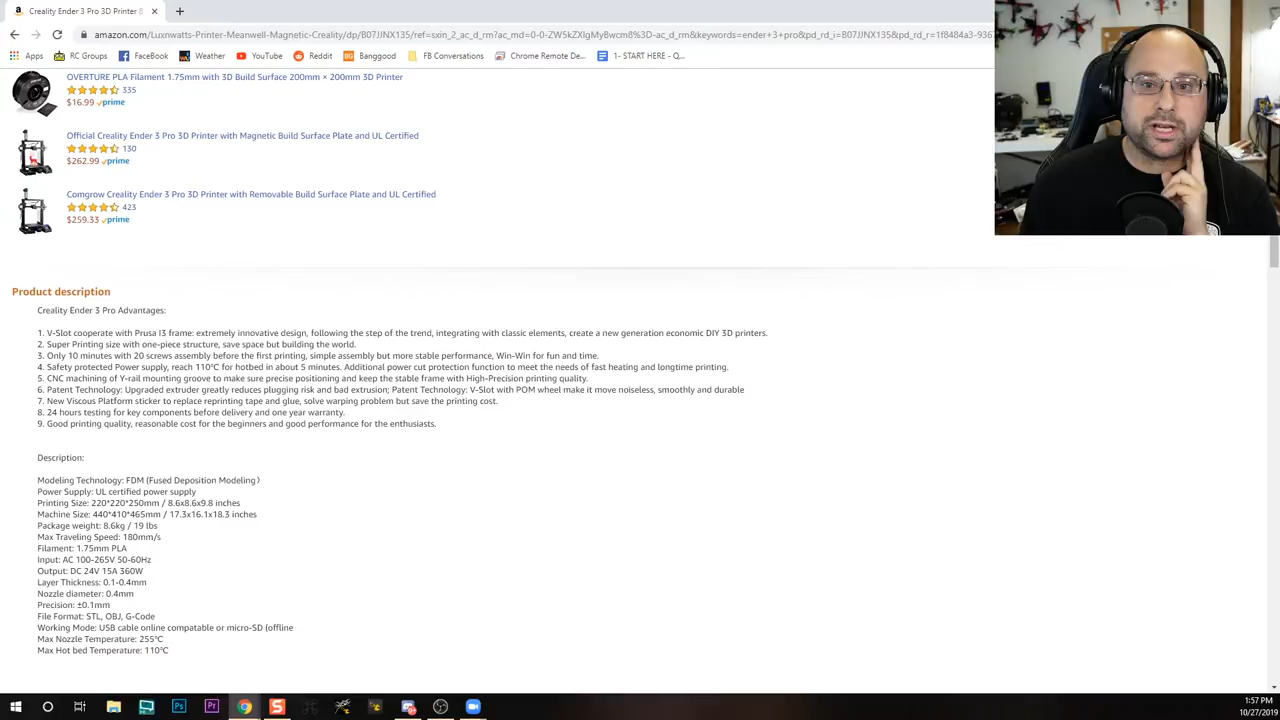 Creality Ender 3 Pro 3D Printer
amazon.com/Luxnwatts-Printer-Meanwell-Magnetic-Creality/dp/B07JJNX135/ref=sxin_2_ac_d_rm?ac_md=0-0-ZW5kZXIgMyBwcm8%3D-ac_d_rm&keywords=ender+3+pro&pd_rd_i=B07JJNX135&pd_rd_r=1f8484a3-936
Apps RC Groups FaceBook Weather YouTube Reddit Banggood FB Conversations Chrome Remote De... 1- START HERE - Q...
OVERTURE PLA Filament 1.75mm with 3D Build Surface 200mm × 200mm 3D Printer
335
$16.99 prime
Official Creality Ender 3 Pro 3D Printer with Magnetic Build Surface Plate and UL Certified
130
$262.99 prime
Comgrow Creality Ender 3 Pro 3D Printer with Removable Build Surface Plate and UL Certified
423
$259.33 prime
Product description
Creality Ender 3 Pro Advantages:
1. V-Slot cooperate with Prusa I3 frame: extremely innovative design, following the step of the trend, integrating with classic elements, create a new generation economic DIY 3D printers.
2. Super Printing size with one-piece structure, save space but building the world.
3. Only 10 minutes with 20 screws assembly before the first printing, simple assembly but more stable performance, Win-Win for fun and time.
4. Safety protected Power supply, reach 110℃ for hotbed in about 5 minutes. Additional power cut protection function to meet the needs of fast heating and longtime printing.
5. CNC machining of Y-rail mounting groove to make sure precise positioning and keep the stable frame with High-Precision printing quality.
6. Patent Technology: Upgraded extruder greatly reduces plugging risk and bad extrusion; Patent Technology: V-Slot with POM wheel make it move noiseless, smoothly and durable
7. New Viscous Platform sticker to replace reprinting tape and glue, solve warping problem but save the printing cost.
8. 24 hours testing for key components before delivery and one year warranty.
9. Good printing quality, reasonable cost for the beginners and good performance for the enthusiasts.
Description:
Modeling Technology: FDM (Fused Deposition Modeling）
Power Supply: UL certified power supply
Printing Size: 220*220*250mm / 8.6x8.6x9.8 inches
Machine Size: 440*410*465mm / 17.3x16.1x18.3 inches
Package weight: 8.6kg / 19 lbs
Max Traveling Speed: 180mm/s
Filament: 1.75mm PLA
Input: AC 100-265V 50-60Hz
Output: DC 24V 15A 360W
Layer Thickness: 0.1-0.4mm
Nozzle diameter: 0.4mm
Precision: ±0.1mm
File Format: STL, OBJ, G-Code
Working Mode: USB cable online compatable or micro-SD (offline
Max Nozzle Temperature: 255℃
Max Hot bed Temperature: 110℃
1:57 PM
10/27/2019